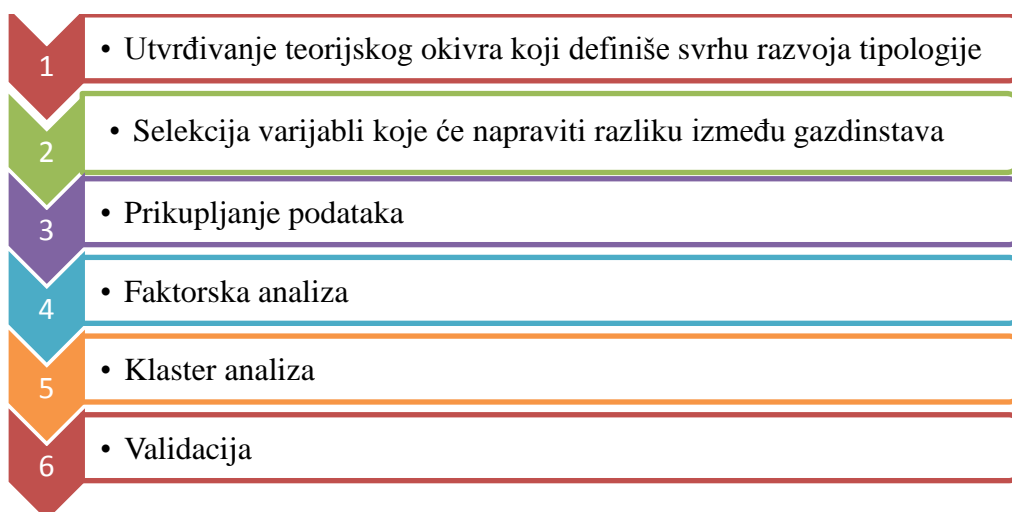 1 • Utvrđivanje teorijskog okivra koji definiše svrhu razvoja tipologije
2 • Selekcija varijabli koje će napraviti razliku između gazdinstava
3 • Prikupljanje podataka
4 • Faktorska analiza
5 • Klaster analiza
6 • Validacija